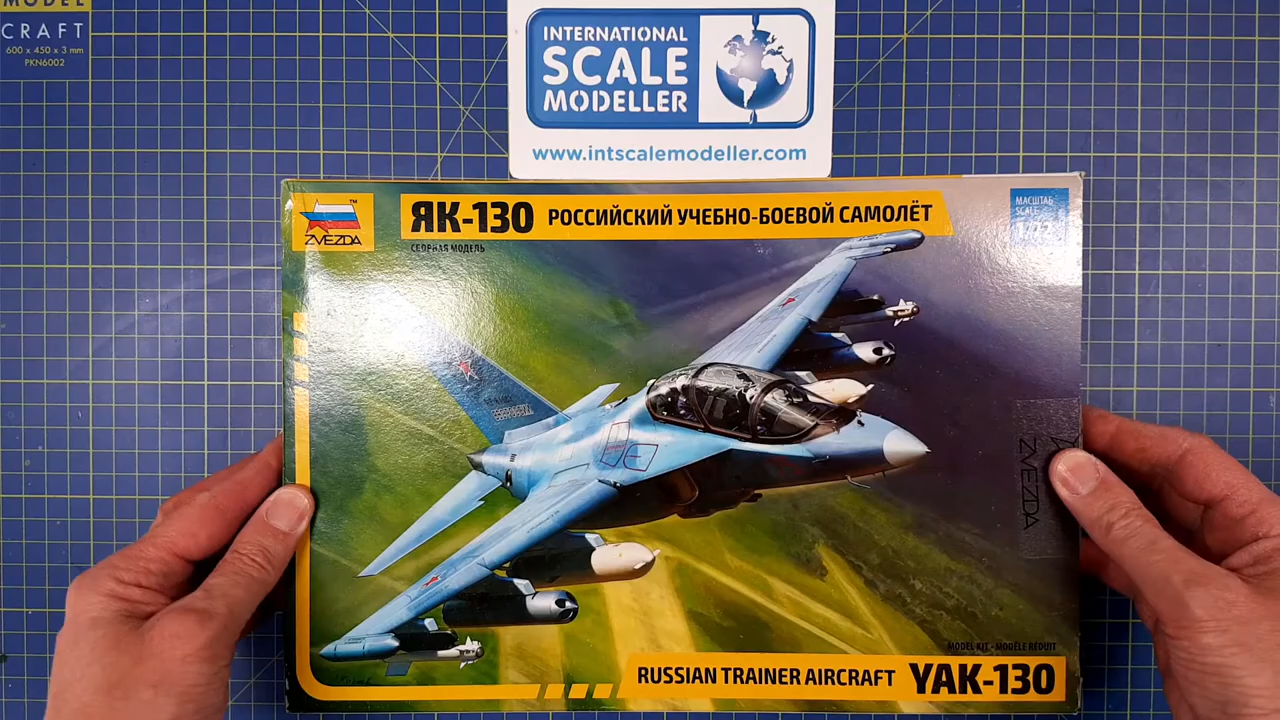 MODEL
CRAFT
600 x 450 x 3 mm
PKN6002
INTERNATIONAL
SCALE
MODELLER
www.intscalemodeller.com
ZVEZDA™
ЯК-130 РОССИЙСКИЙ УЧЕБНО-БОЕВОЙ САМОЛЁТ
СБОРНАЯ МОДЕЛЬ
МАСШТАБ
SCALE
1/72
ZVEZDA
MODEL KIT - MODÈLE RÉDUIT
RUSSIAN TRAINER AIRCRAFT YAK-130